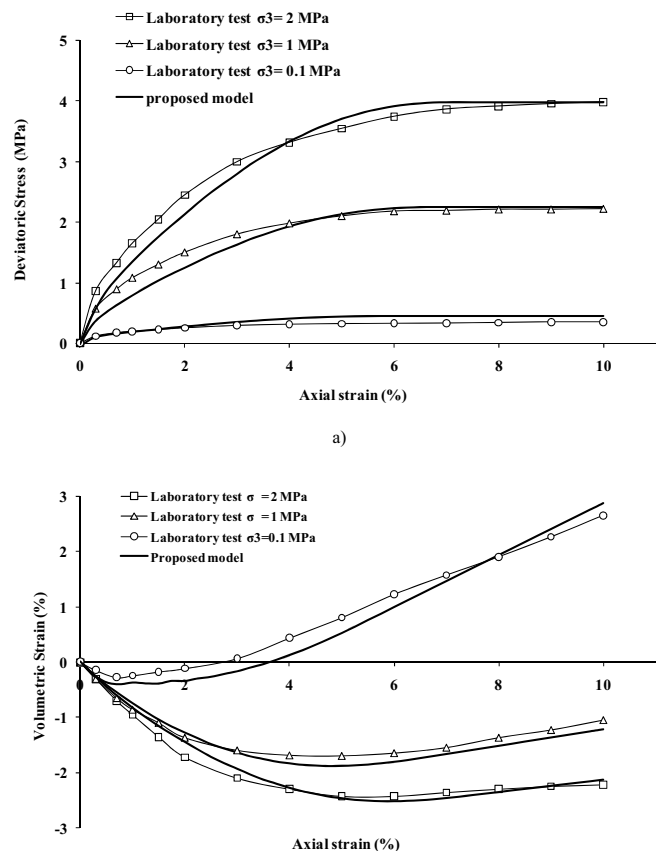 Laboratory test σ3= 2 MPa
Laboratory test σ3= 1 MPa
Laboratory test σ3= 0.1 MPa
proposed model
5
4
3
2
1
0
Deviatoric Stress (MPa)
0 2 4 6 8 10
Axial strain (%)
a)
Laboratory test σ =2 MPa
Laboratory test σ =1 MPa
Laboratory test σ3=0.1 MPa
Proposed model
3
2
1
0
-1
-2
-3
Volumetric Strain (%)
0 2 4 6 8 10
Axial strain (%)